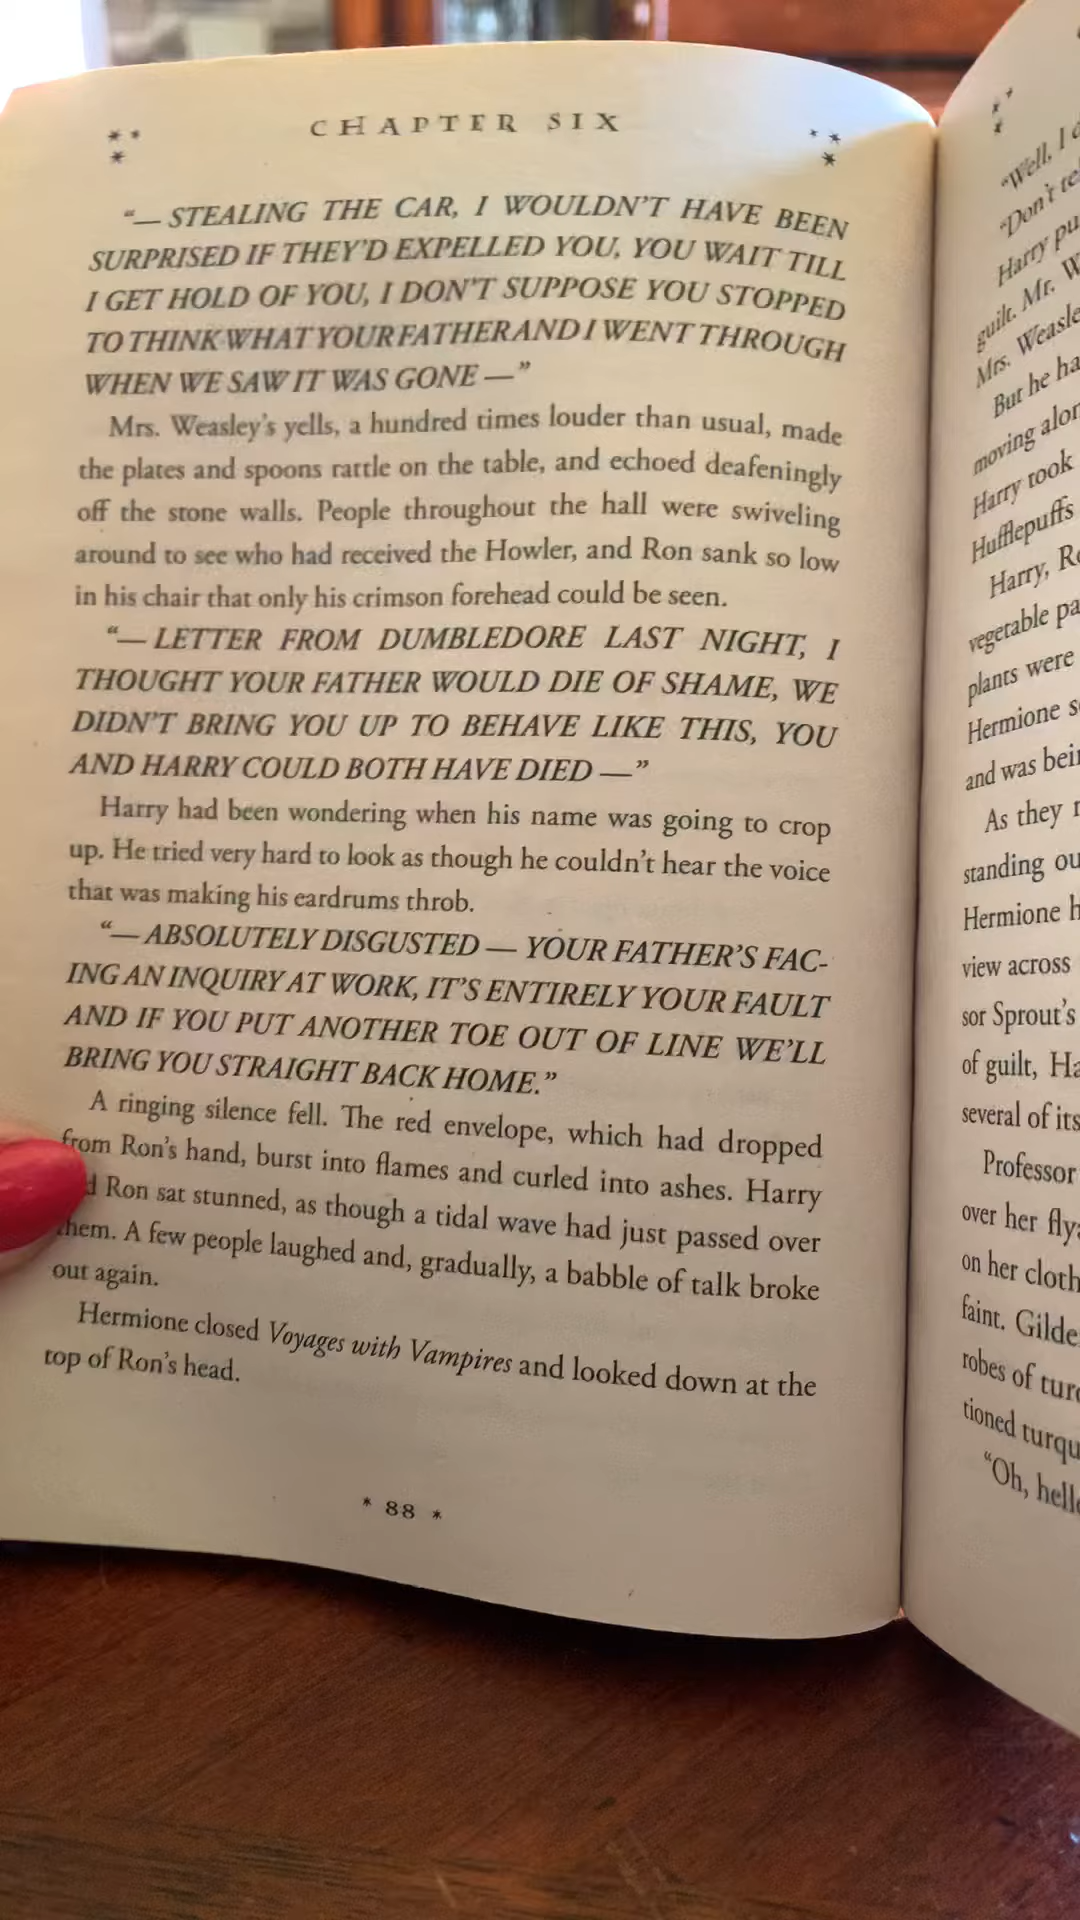 CHAPTER SIX
“— STEALING THE CAR, I WOULDN’T HAVE BEEN
SURPRISED IF THEY’D EXPELLED YOU, YOU WAIT TILL
I GET HOLD OF YOU, I DON’T SUPPOSE YOU STOPPED
TO THINK WHAT YOUR FATHER AND I WENT THROUGH
WHEN WE SAW IT WAS GONE —”
Mrs. Weasley’s yells, a hundred times louder than usual, made
the plates and spoons rattle on the table, and echoed deafeningly
off the stone walls. People throughout the hall were swiveling
around to see who had received the Howler, and Ron sank so low
in his chair that only his crimson forehead could be seen.
“— LETTER FROM DUMBLEDORE LAST NIGHT, I
THOUGHT YOUR FATHER WOULD DIE OF SHAME, WE
DIDN’T BRING YOU UP TO BEHAVE LIKE THIS, YOU
AND HARRY COULD BOTH HAVE DIED —”
Harry had been wondering when his name was going to crop
up. He tried very hard to look as though he couldn’t hear the voice
that was making his eardrums throb.
“— ABSOLUTELY DISGUSTED — YOUR FATHER’S FAC-
ING AN INQUIRY AT WORK, IT’S ENTIRELY YOUR FAULT
AND IF YOU PUT ANOTHER TOE OUT OF LINE WE’LL
BRING YOU STRAIGHT BACK HOME.”
A ringing silence fell. The red envelope, which had dropped
from Ron’s hand, burst into flames and curled into ashes. Harry
Ron sat stunned, as though a tidal wave had just passed over
them. A few people laughed and, gradually, a babble of talk broke
out again.
Hermione closed Voyages with Vampires and looked down at the
top of Ron’s head.
* 88 *
“Well, I
“Don’t
Harry
guilt. Mr.
Mrs.
But he
moving
Harry took
Hufflepuffs
Harry,
vegetable
plants were
Hermione
and was
As they
standing
Hermione
view across
sor Sprout’s
of guilt,
several of its
Professor
over her
on her
faint.
robes of
tioned
“Oh,